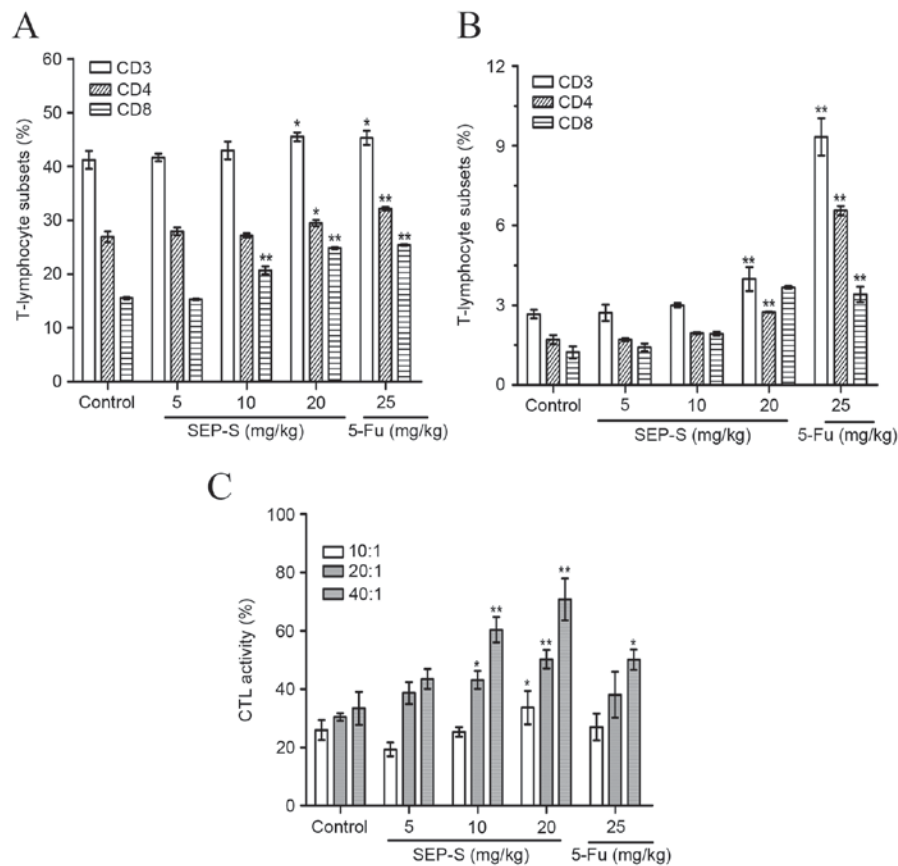 A
T-lymphocyte subsets (%)
60
50
40
30
20
10
0
CD3
CD4
CD8
*
*
**
*
**
**
**
Control
5
10
20
25
SEP-S (mg/kg)
5-Fu (mg/kg)
B
T-lymphocyte subsets (%)
12
9
6
3
0
CD3
CD4
CD8
**
**
**
**
**
Control
5
10
20
25
SEP-S (mg/kg)
5-Fu (mg/kg)
C
CTL activity (%)
100
80
60
40
20
0
10:1
20:1
40:1
*
**
*
**
**
*
Control
5
10
20
25
SEP-S (mg/kg)
5-Fu (mg/kg)